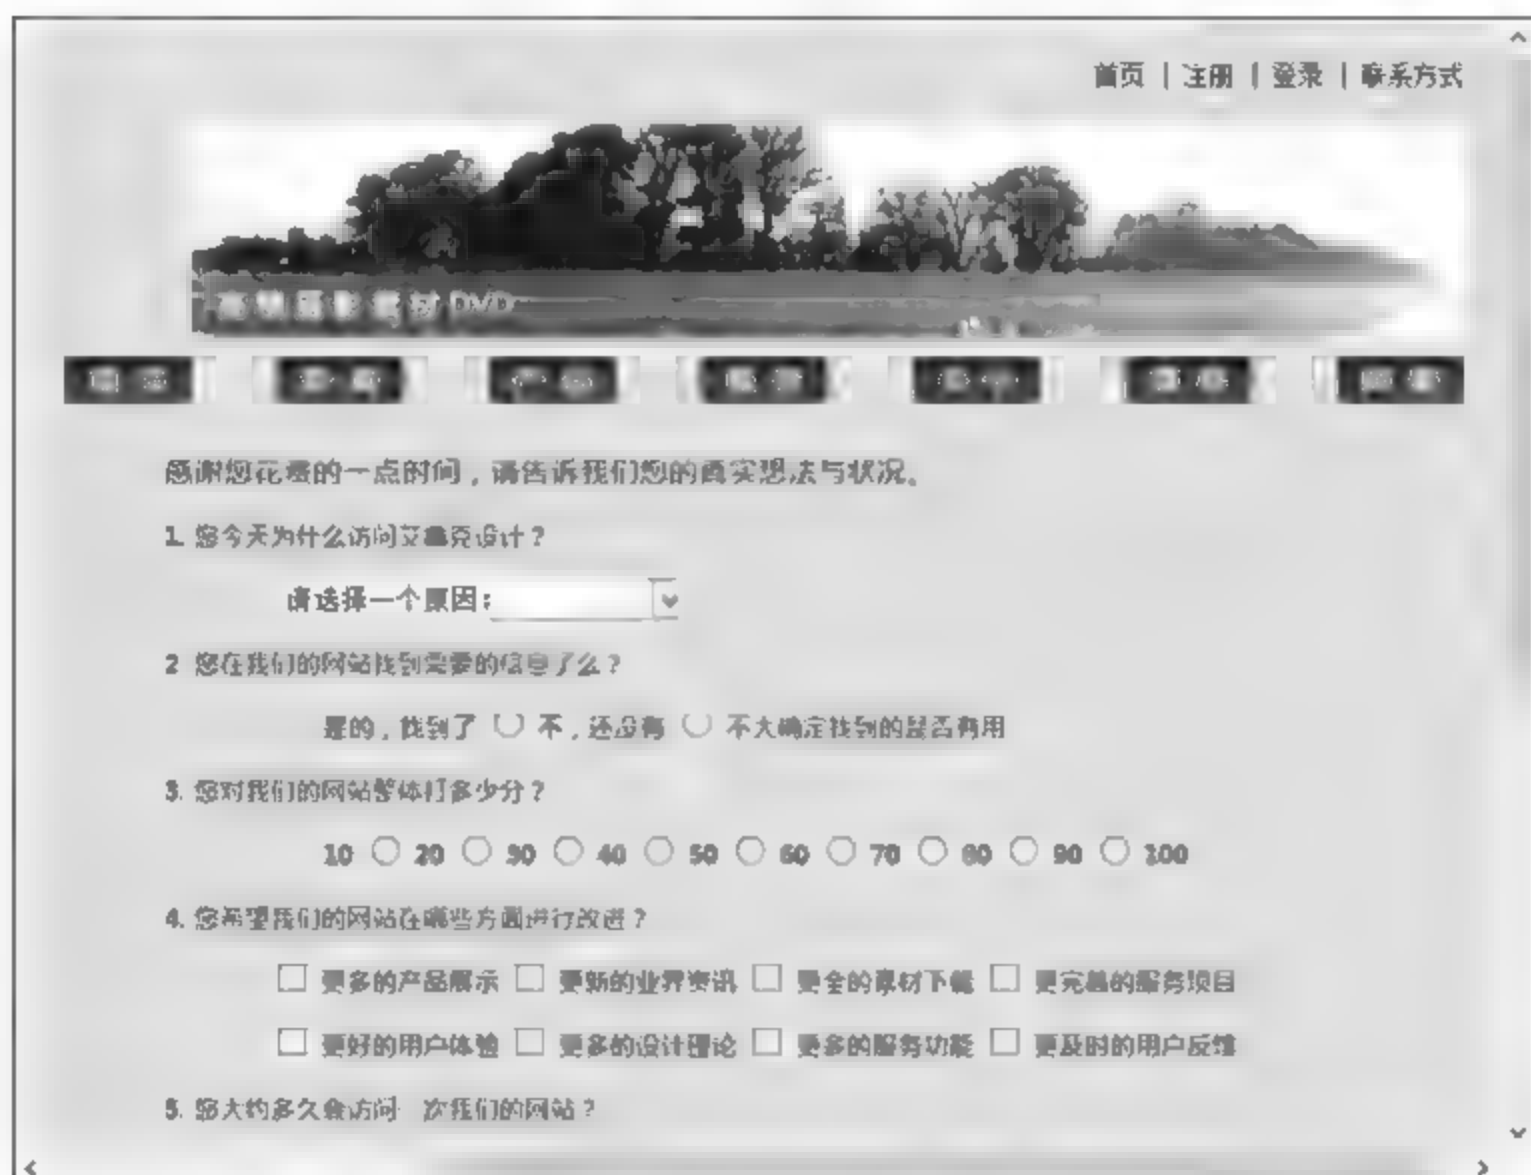 首页 | 注册 | 登录 | 联系方式
DVD
感谢您花费的一点时间，请告诉我们您的真实想法与状况。
1. 您今天为什么访问艾雅克设计？
请选择一个原因：
2. 您在我们的网站找到需要的信息了么？
是的，找到了 不，还没有 不大确定找到的是否有用
3. 您对我们的网站整体打多少分？
10 20 30 40 50 60 70 80 90 100
4. 您希望我们的网站在哪些方面进行改进？
更多的产品展示 更新的业界资讯 更全的素材下载 更完善的服务项目
更好的用户体验 更多的设计理论 更多的服务功能 更及时的用户反馈
5. 您大约多久会访问一次我们的网站？